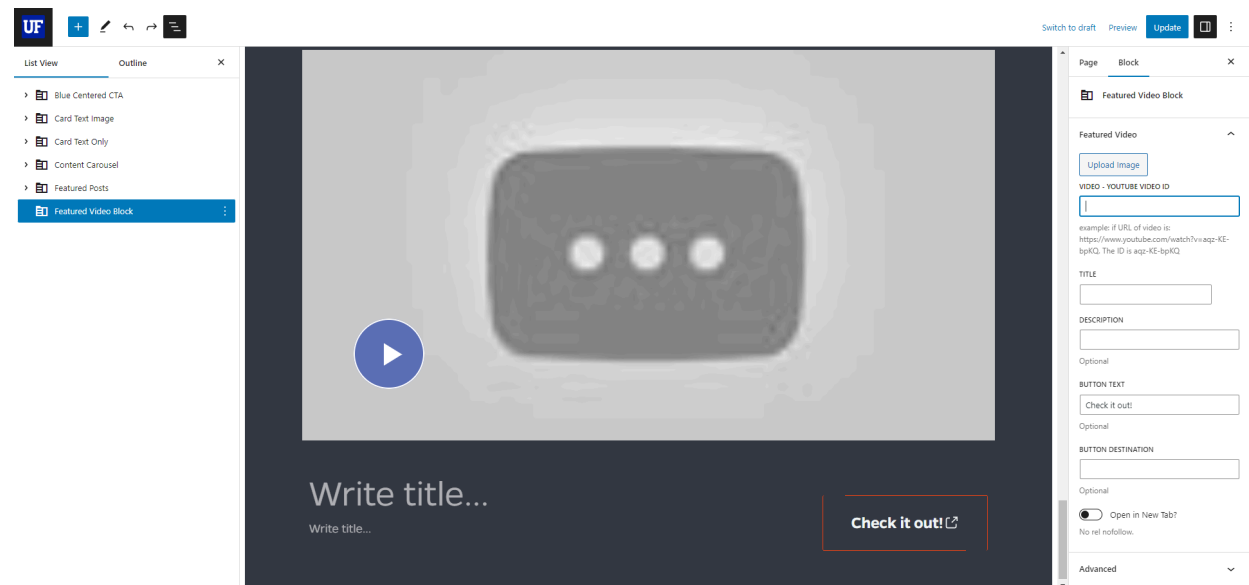 UF
Switch to draft Preview Update
List View Outline
Blue Centered CTA
Card Text Image
Card Text Only
Content Carousel
Featured Posts
Featured Video Block
Write title...
Write title...
Check it out!
Page Block
Featured Video Block
Featured Video
Upload Image
VIDEO - YOUTUBE VIDEO ID
example: if URL of video is:
https://www.youtube.com/watch?v=aqz-KE-
bpKQ. The ID is aqz-KE-bpKQ
TITLE
DESCRIPTION
Optional
BUTTON TEXT
Check it out!
Optional
BUTTON DESTINATION
Optional
Open in New Tab?
No rel nofollow.
Advanced